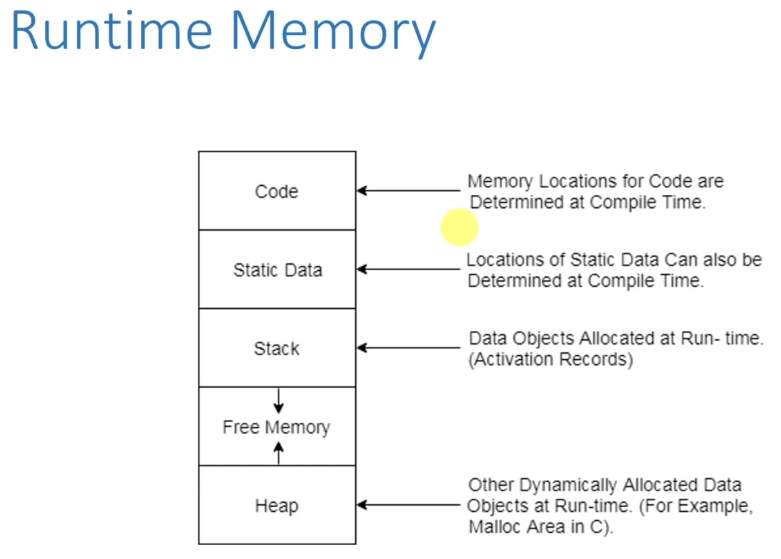 Runtime Memory
Code
Memory Locations for Code are
Determined at Compile Time.
Static Data
Locations of Static Data Can also be
Determined at Compile Time.
Stack
Data Objects Allocated at Run- time.
(Activation Records)
Free Memory
Heap
Other Dynamically Allocated Data
Objects at Run-time. (For Example,
Malloc Area in C).